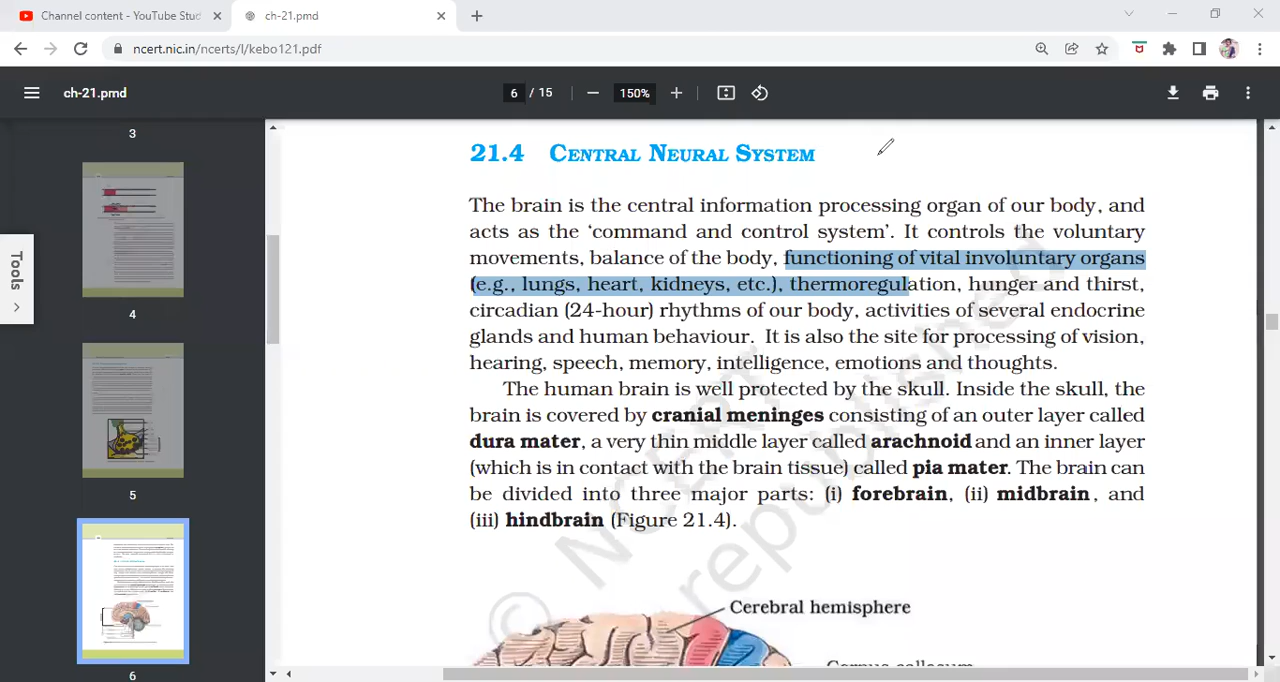 Channel content - YouTube Stud
ch-21.pmd
ncert.nic.in/ncerts/l/kebo121.pdf
ch-21.pmd
6 / 15
150%
3
4
5
6
Tools
21.4 CENTRAL NEURAL SYSTEM
The brain is the central information processing organ of our body, and
acts as the ‘command and control system’. It controls the voluntary
movements, balance of the body, functioning of vital involuntary organs
(e.g., lungs, heart, kidneys, etc.), thermoregulation, hunger and thirst,
circadian (24-hour) rhythms of our body, activities of several endocrine
glands and human behaviour. It is also the site for processing of vision,
hearing, speech, memory, intelligence, emotions and thoughts.
The human brain is well protected by the skull. Inside the skull, the
brain is covered by cranial meninges consisting of an outer layer called
dura mater, a very thin middle layer called arachnoid and an inner layer
(which is in contact with the brain tissue) called pia mater. The brain can
be divided into three major parts: (i) forebrain, (ii) midbrain, and
(iii) hindbrain (Figure 21.4).
© NCERT
republished
Cerebral hemisphere